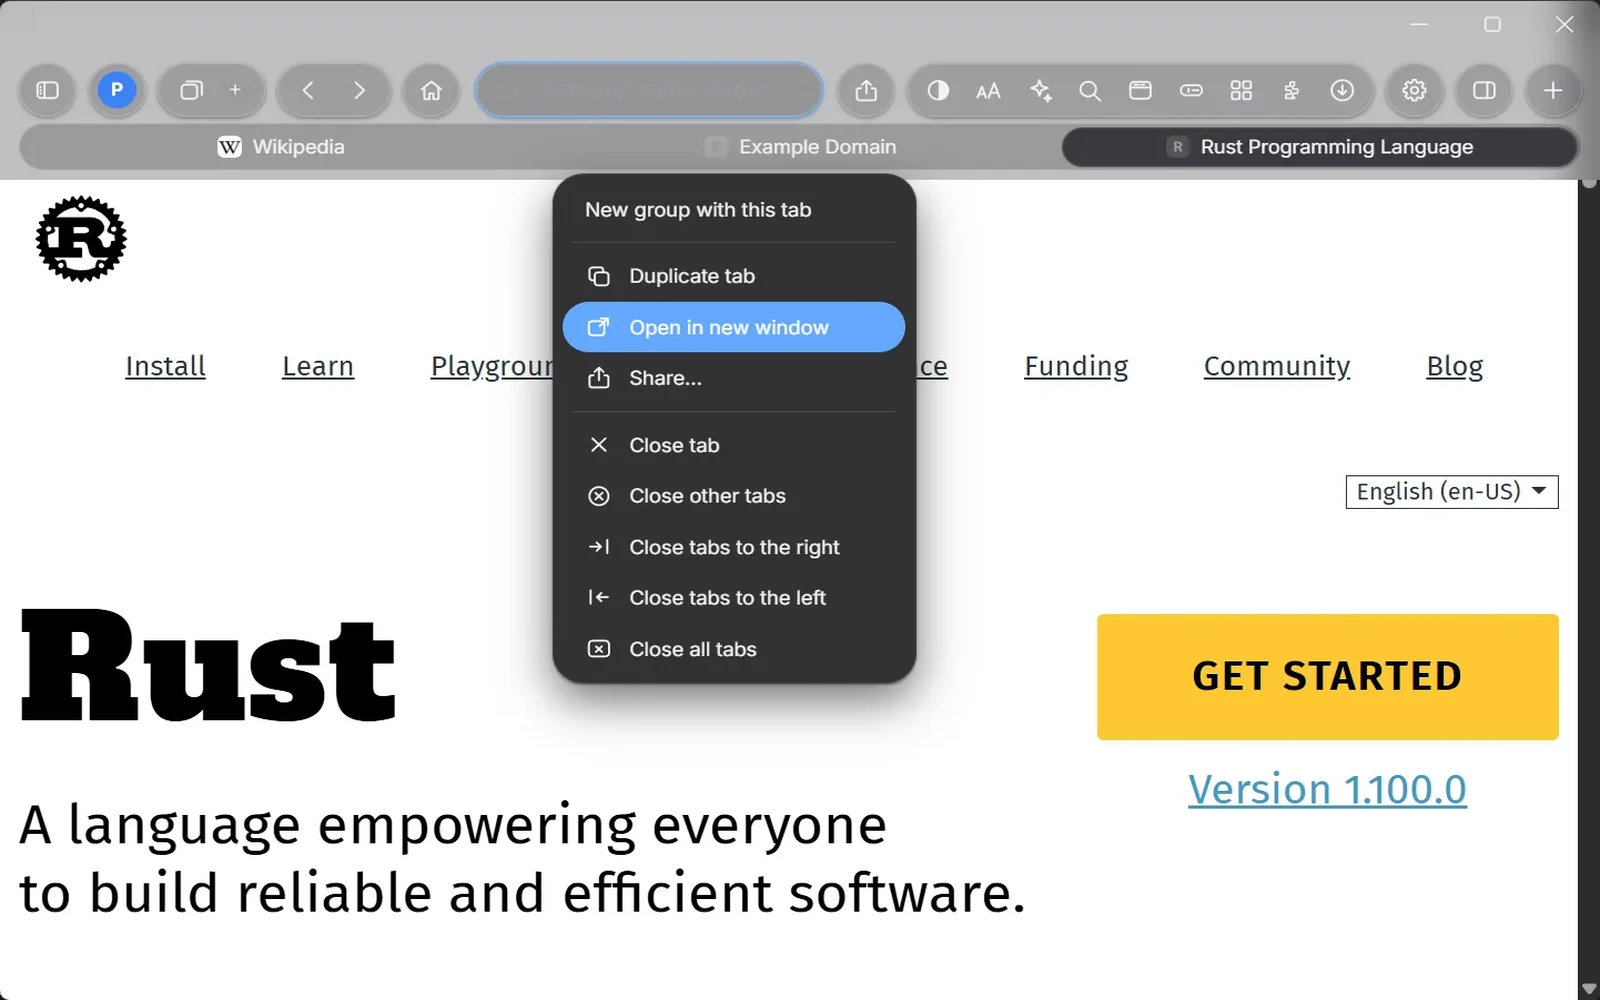 P
W Wikipedia
Example Domain
R Rust Programming Language
New group with this tab
Duplicate tab
Open in new window
Share...
Close tab
Close other tabs
Close tabs to the right
Close tabs to the left
Close all tabs
R
Install
Learn
Funding
Community
Blog
English (en-US)
Rust
GET STARTED
Version 1.100.0
A language empowering everyone
to build reliable and efficient software.